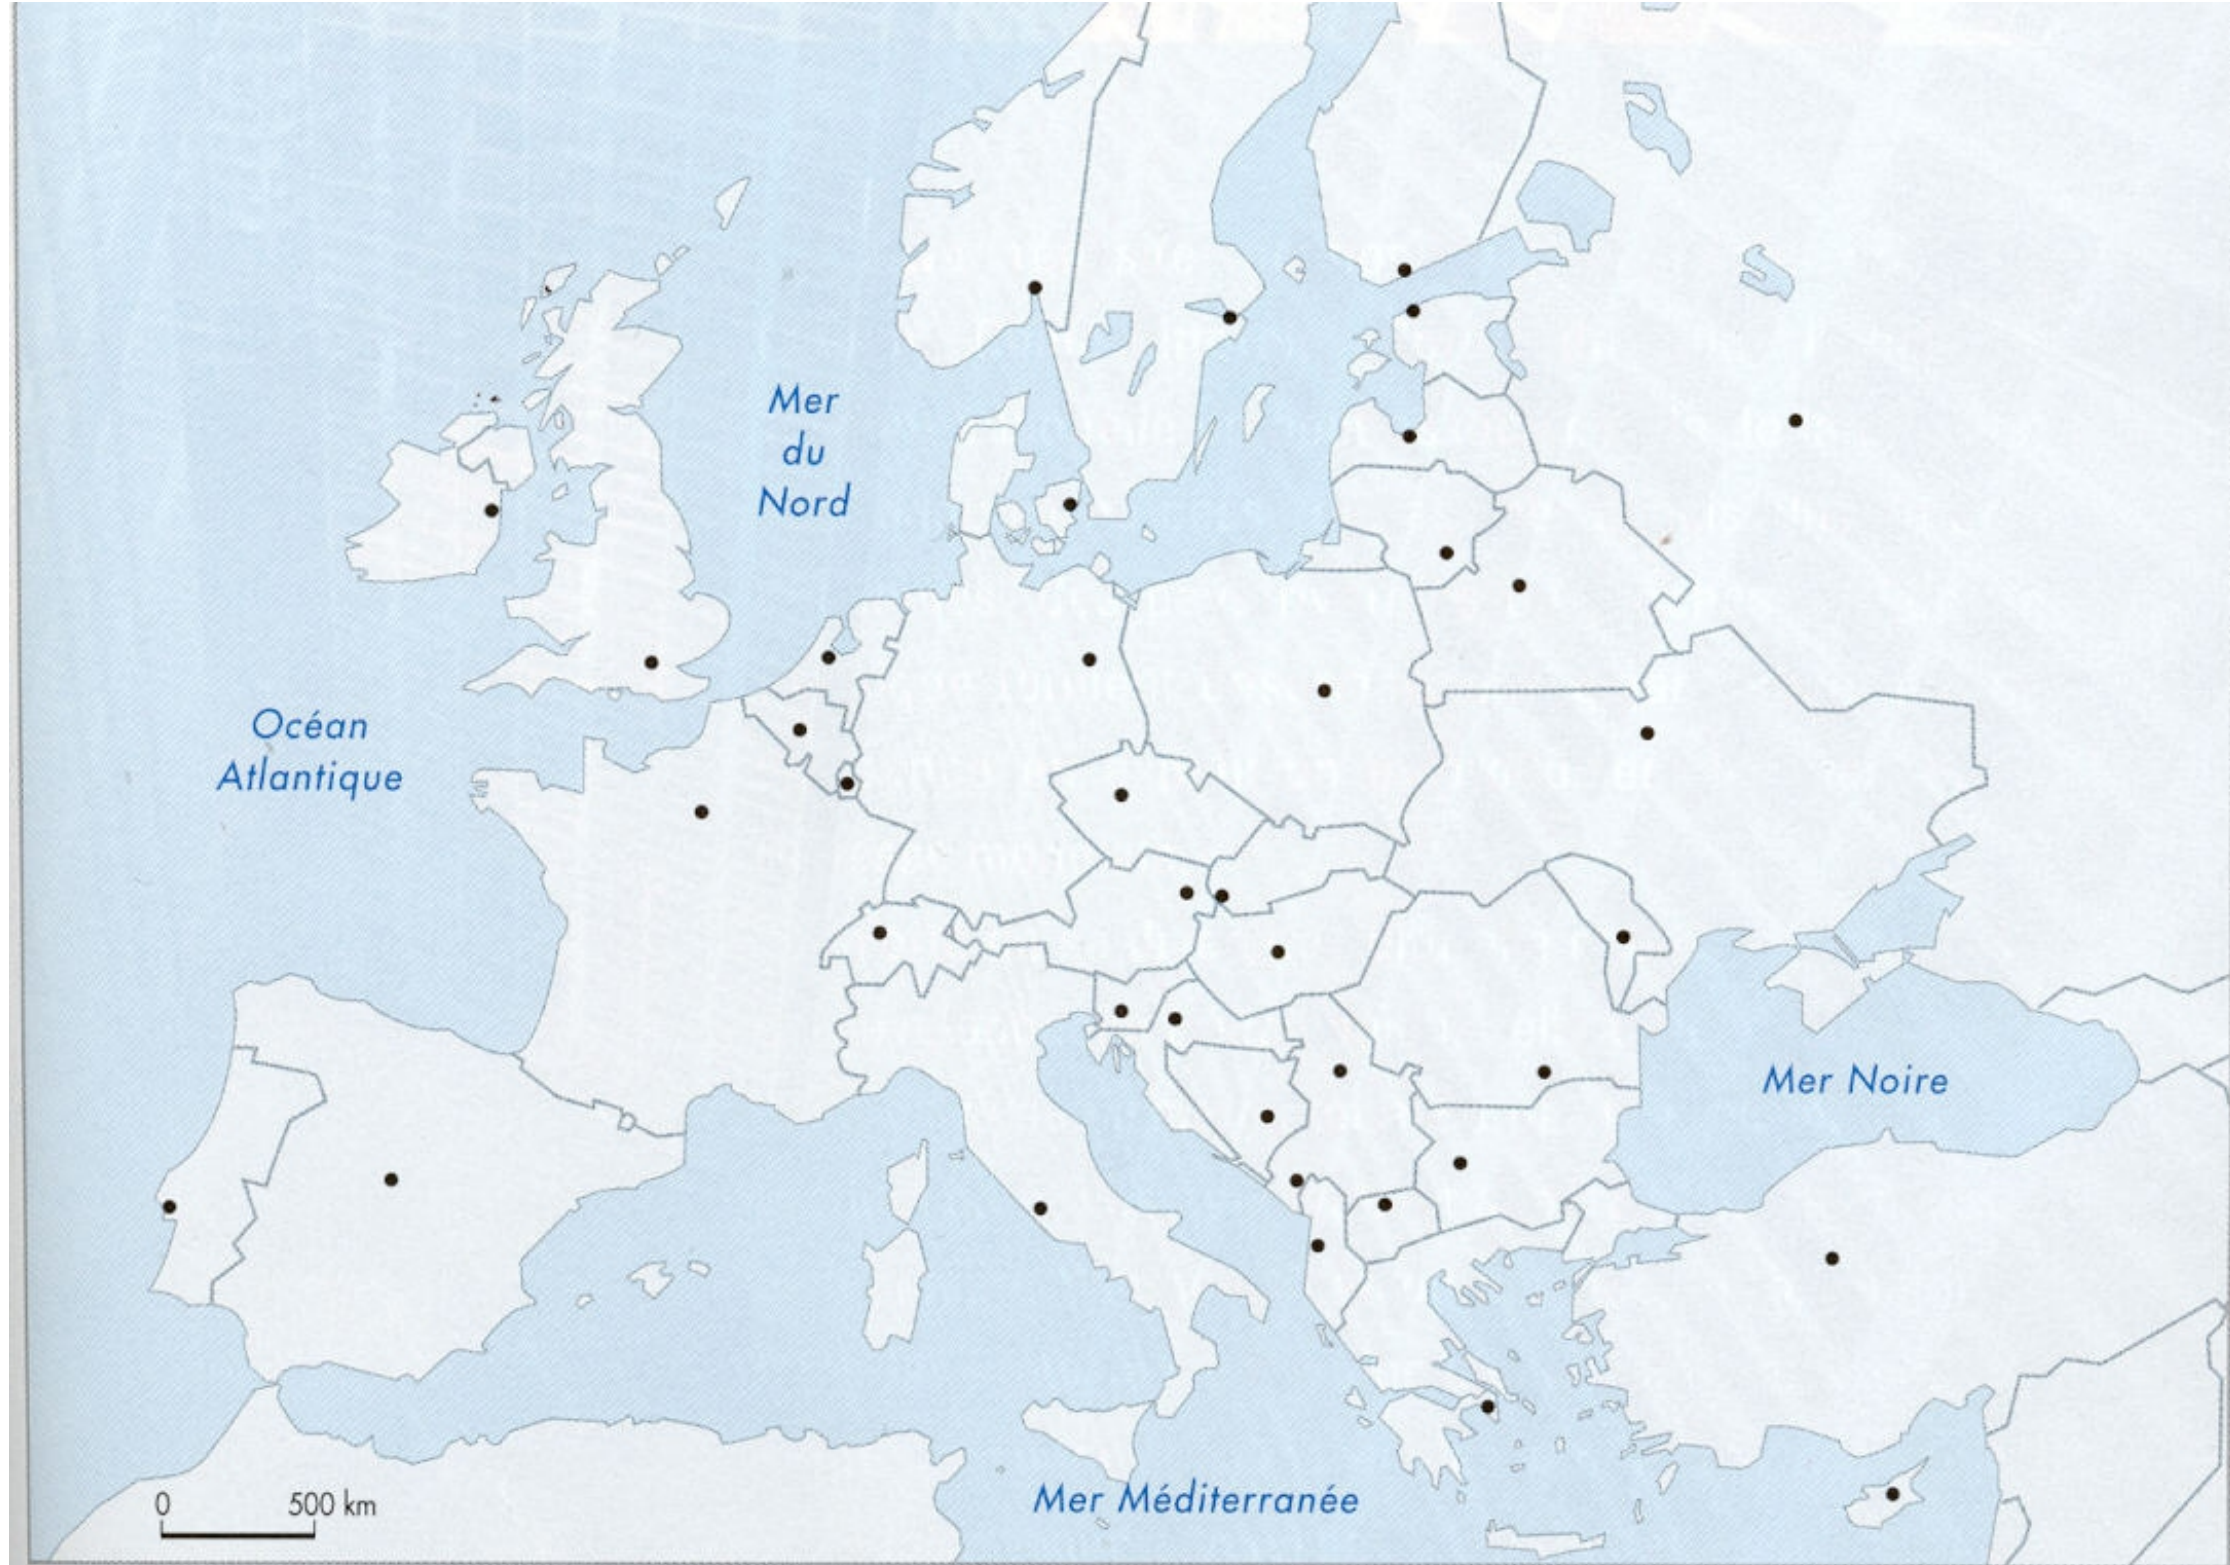 Mer
du
Nord
Océan
Atlantique
Mer Noire
Mer Méditerranée
0 500 km